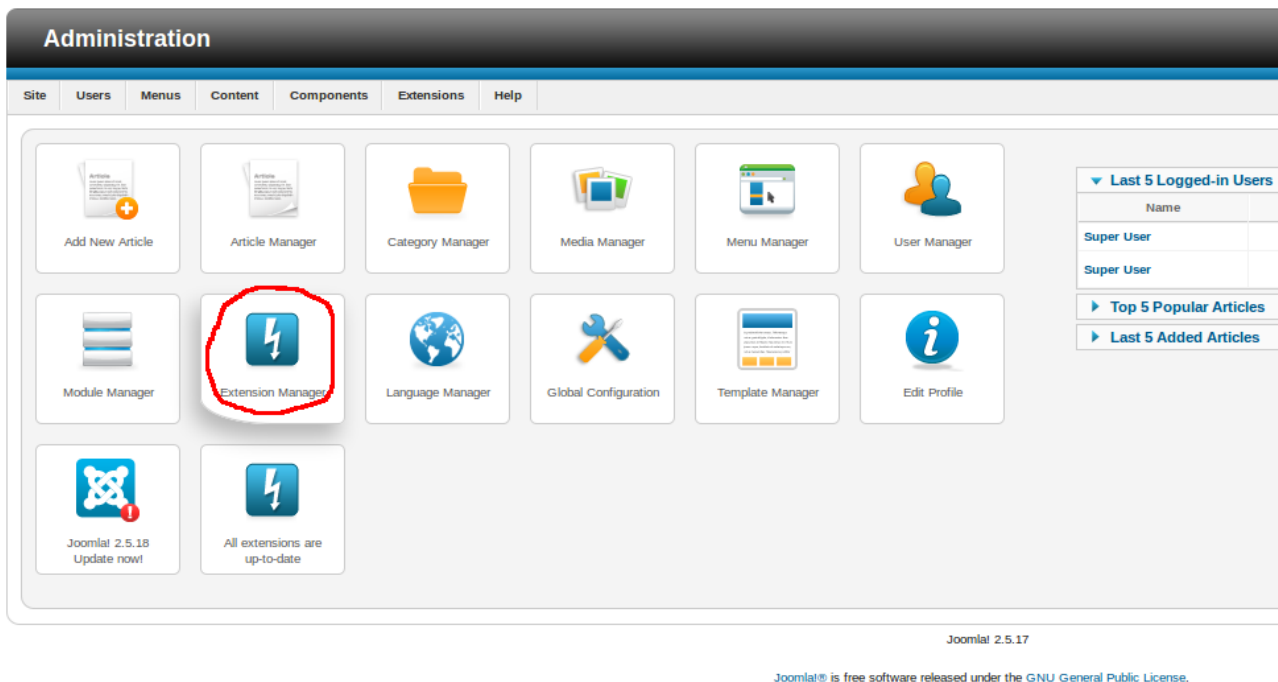 Administration
Site Users Menus Content Components Extensions Help
Add New Article
Article Manager
Category Manager
Media Manager
Menu Manager
User Manager
Module Manager
Extension Manager
Language Manager
Global Configuration
Template Manager
Edit Profile
Joomla! 2.5.18
Update now!
All extensions are
up-to-date
Last 5 Logged-in Users
Name
Super User
Super User
Top 5 Popular Articles
Last 5 Added Articles
Joomla! 2.5.17
Joomla!® is free software released under the GNU General Public License.